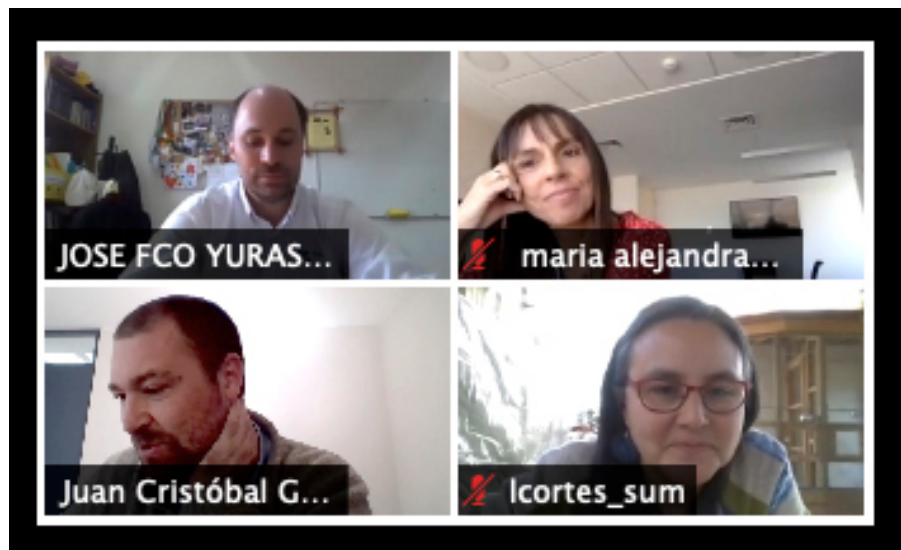 JOSE FCO YURAS...
maria alejandra...
Juan Cristóbal G...
lcortes_sum